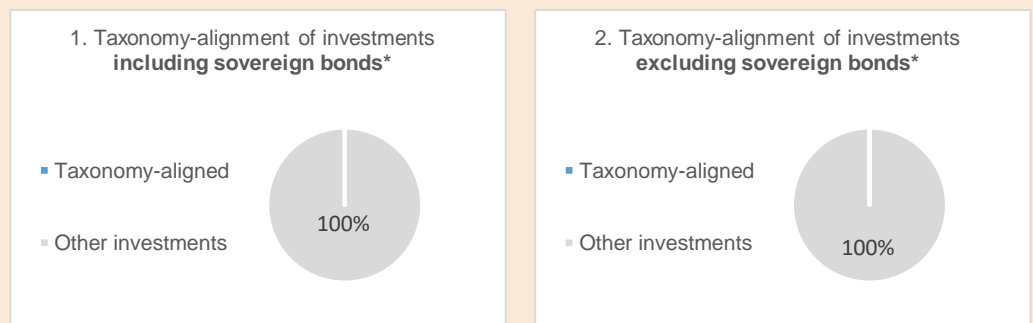 1. Taxonomy-alignment of investments
including sovereign bonds*
Taxonomy-aligned
Other investments
100%
2. Taxonomy-alignment of investments
excluding sovereign bonds*
Taxonomy-aligned
Other investments
100%